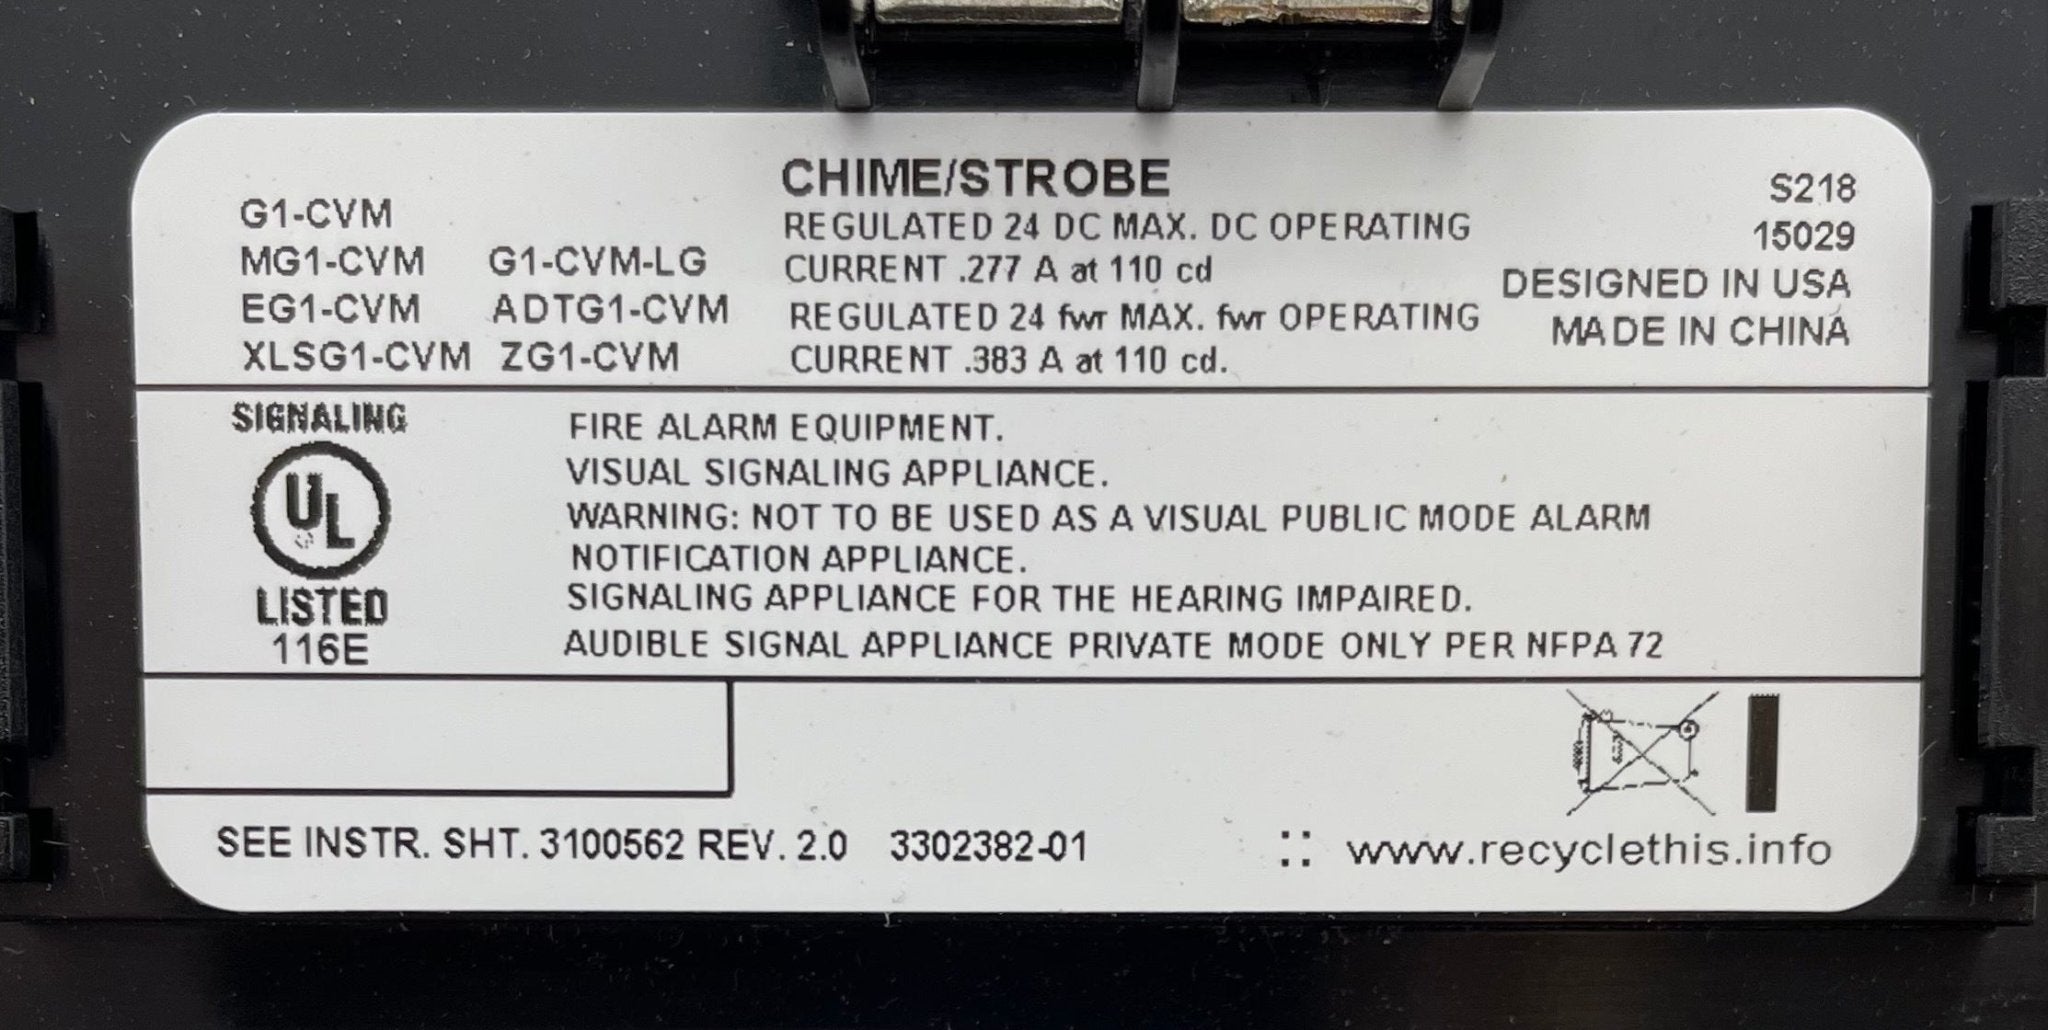 CHIME/STROBE
G1-CVM
MG1-CVM G1-CVM-LG
EG1-CVM ADTG1-CVM
XLSG1-CVM ZG1-CVM
REGULATED 24 DC MAX. DC OPERATING
CURRENT .277 A at 110 cd
REGULATED 24 fwr MAX. fwr OPERATING
CURRENT .383 A at 110 cd.
S218
15029
DESIGNED IN USA
MADE IN CHINA
SIGNALING
UL
LISTED
116E
FIRE ALARM EQUIPMENT.
VISUAL SIGNALING APPLIANCE.
WARNING: NOT TO BE USED AS A VISUAL PUBLIC MODE ALARM
NOTIFICATION APPLIANCE.
SIGNALING APPLIANCE FOR THE HEARING IMPAIRED.
AUDIBLE SIGNAL APPLIANCE PRIVATE MODE ONLY PER NFPA 72
SEE INSTR. SHT. 3100562 REV. 2.0 3302382-01 :: www.recyclethis.info